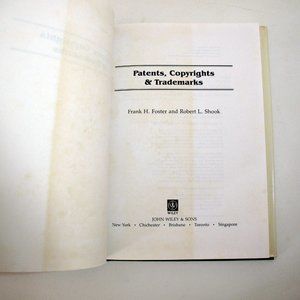 Patents, Copyrights
& Trademarks
Frank H. Foster and Robert L. Shook
WILEY
JOHN WILEY & SONS
New York • Chichester • Brisbane • Toronto • Singapore